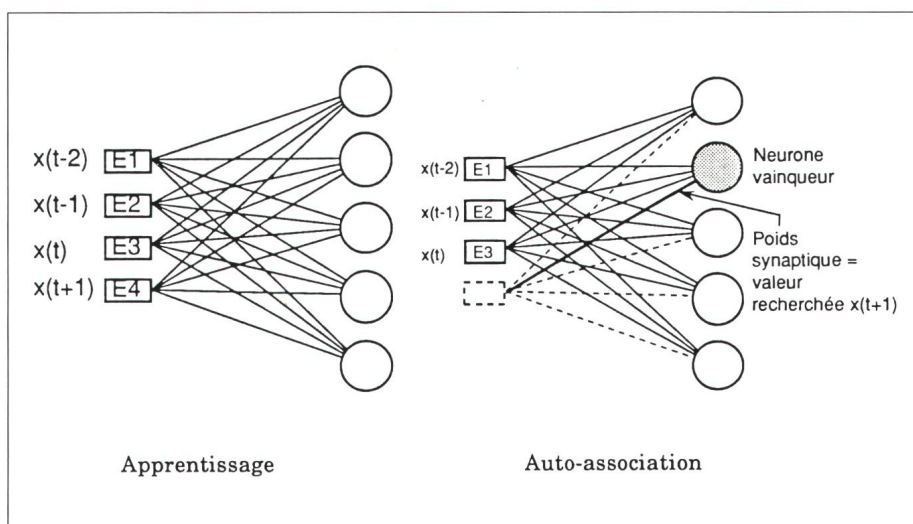 x(t-2) E1
x(t-1) E2
x(t) E3
x(t+1) E4
Apprentissage
x(t-2) E1
x(t-1) E2
x(t) E3
Neurone
vainqueur
Poids
synaptique =
valeur
recherchée x(t+1)
Auto-association